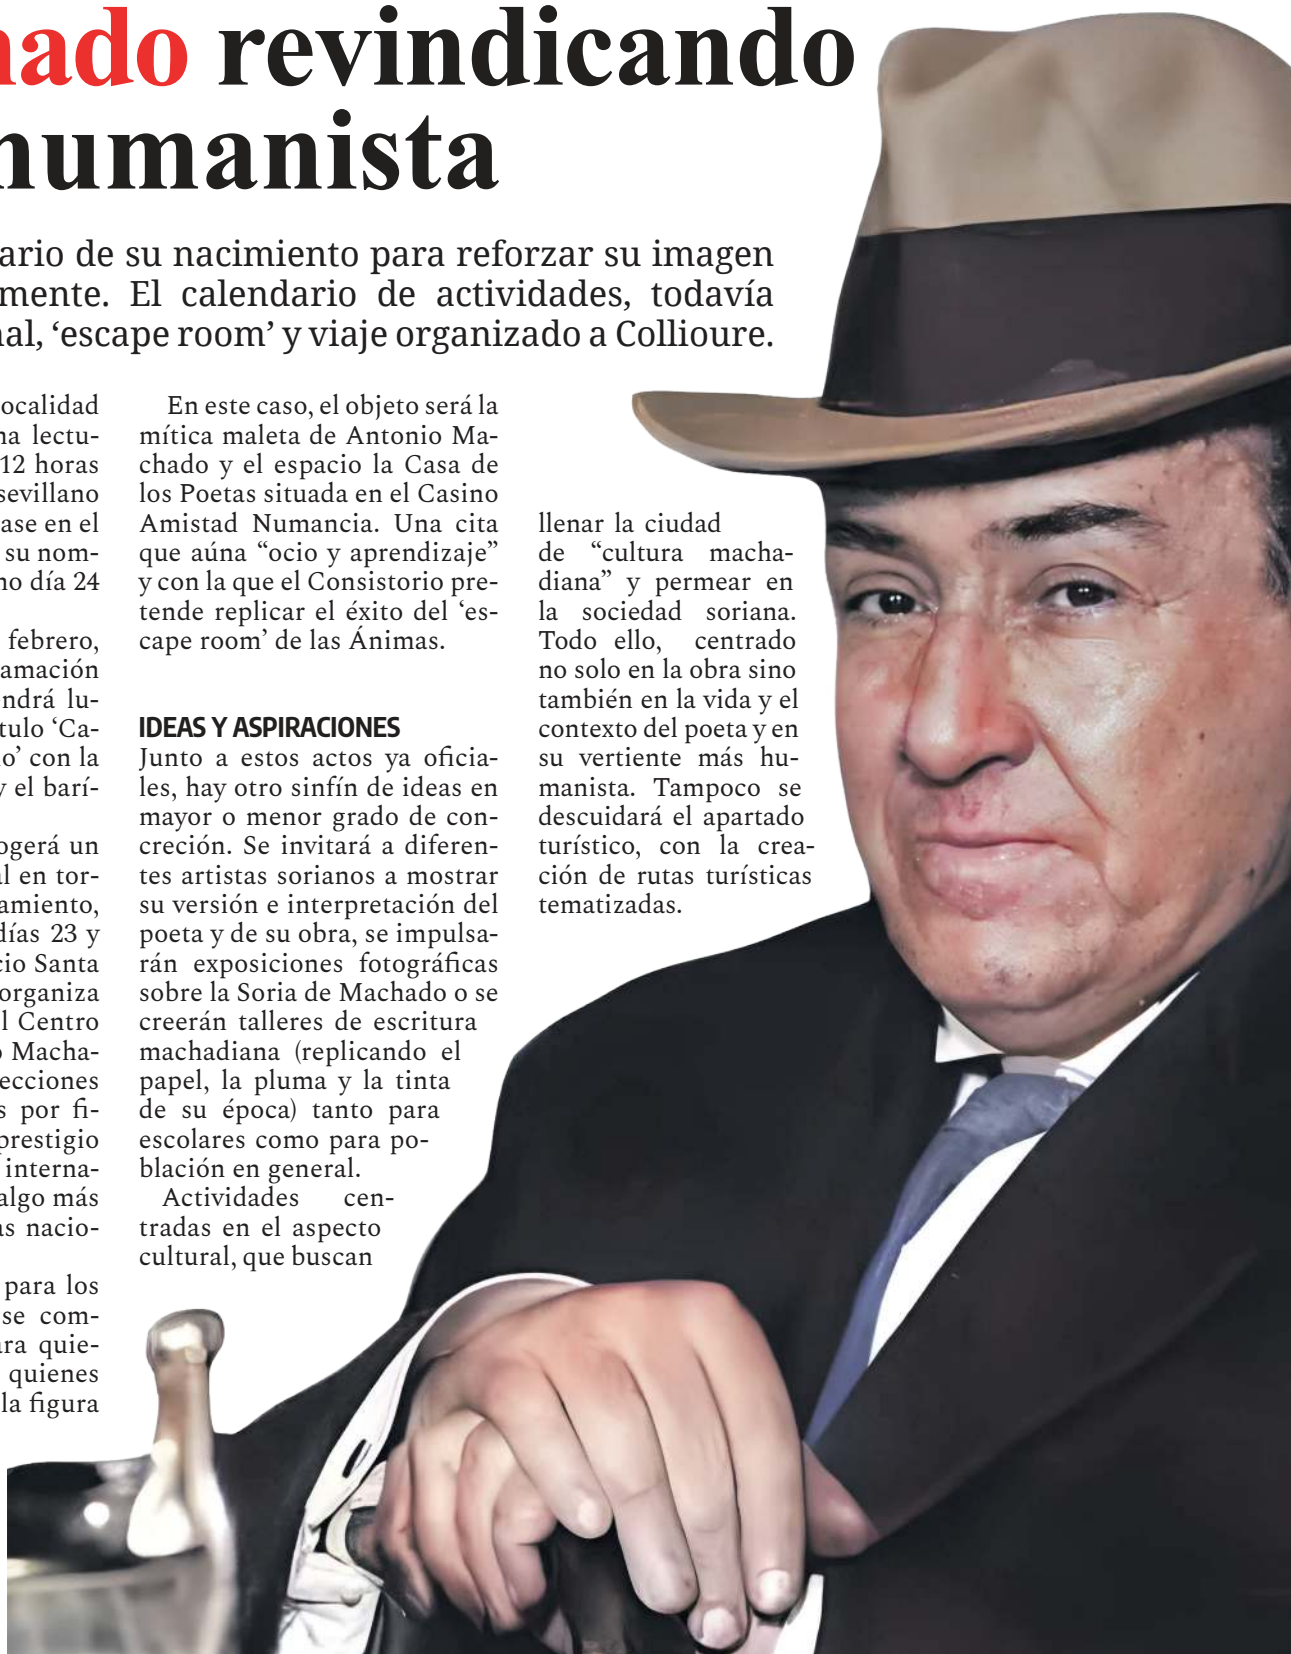 nado revindicando
humanista
ario de su nacimiento para reforzar su imagen
mente. El calendario de actividades, todavía
nal, ‘escape room’ y viaje organizado a Collioure.
ocalidad
na lectu-
12 horas
sevillano
ase en el
su nom-
no día 24
febrero,
amación
ndrá lu-
tulo ‘Ca-
o’ con la
y el barí-
ogerá un
al en tor-
amiento,
días 23 y
cio Santa
organiza
l Centro
o Macha-
ecciones
s por fi-
prestigio
interna-
algo más
as nacio-
para los
se com-
ara quie-
quienes
la figura
En este caso, el objeto será la
mítica maleta de Antonio Ma-
chado y el espacio la Casa de
los Poetas situada en el Casino
Amistad Numancia. Una cita
que aúna “ocio y aprendizaje”
y con la que el Consistorio pre-
tende replicar el éxito del ‘es-
cape room’ de las Ánimas.
IDEAS Y ASPIRACIONES
Junto a estos actos ya oficia-
les, hay otro sinfín de ideas en
mayor o menor grado de con-
creción. Se invitará a diferen-
tes artistas sorianos a mostrar
su versión e interpretación del
poeta y de su obra, se impulsa-
rán exposiciones fotográficas
sobre la Soria de Machado o se
creerán talleres de escritura
machadiana (replicando el
papel, la pluma y la tinta
de su época) tanto para
escolares como para po-
blación en general.
Actividades cen-
tradas en el aspecto
cultural, que buscan
llenar la ciudad
de “cultura macha-
diana” y permear en
la sociedad soriana.
Todo ello, centrado
no solo en la obra sino
también en la vida y el
contexto del poeta y en
su vertiente más hu-
manista. Tampoco se
descuidará el apartado
turístico, con la crea-
ción de rutas turísticas
tematizadas.